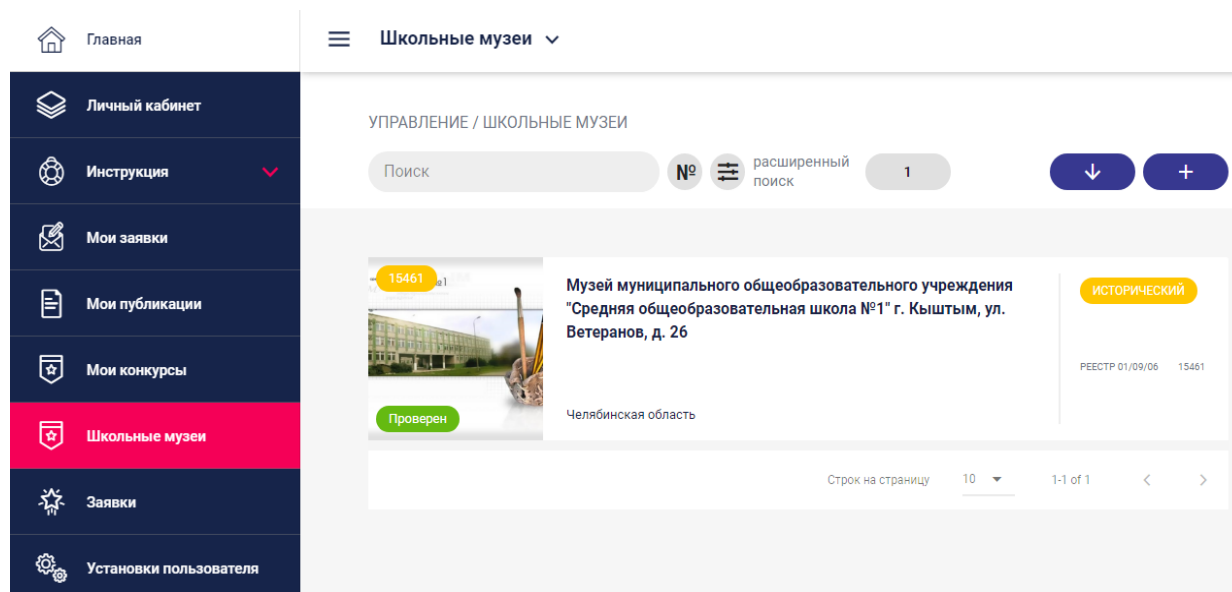 Главная
Личный кабинет
Инструкция
Мои заявки
Мои публикации
Мои конкурсы
Школьные музеи
Заявки
Установки пользователя
Школьные музеи
УПРАВЛЕНИЕ / ШКОЛЬНЫЕ МУЗЕИ
Поиск
№
расширенный
поиск
1
15461
№1
Проверен
Музей муниципального общеобразовательного учреждения
"Средняя общеобразовательная школа №1" г. Кыштым, ул.
Ветеранов, д. 26
Челябинская область
ИСТОРИЧЕСКИЙ
РЕЕСТР 01/09/06 15461
Строк на страницу 10 1-1 of 1